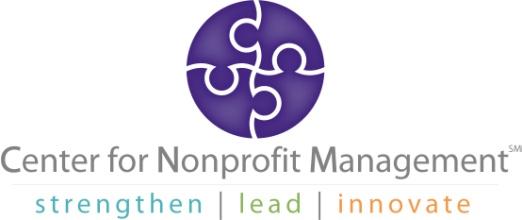 Center for Nonprofit Management℠
strengthen | lead | innovate